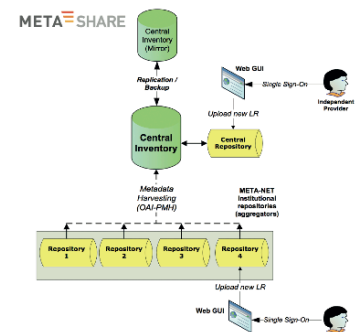 META SHARE
Central
Inventory
(Mirror)
Replication /
Backup
Web GUI
Single Sign-On
Upload new LR
Independent
Provider
Central
Inventory
Central
Repository
Metadata
Harvesting
(OAI-PMH)
META-NET
Institutional
repositories
(aggregators)
Repository
1
Repository
2
Repository
3
Repository
4
Upload new LR
Web GUI
Single Sign-On